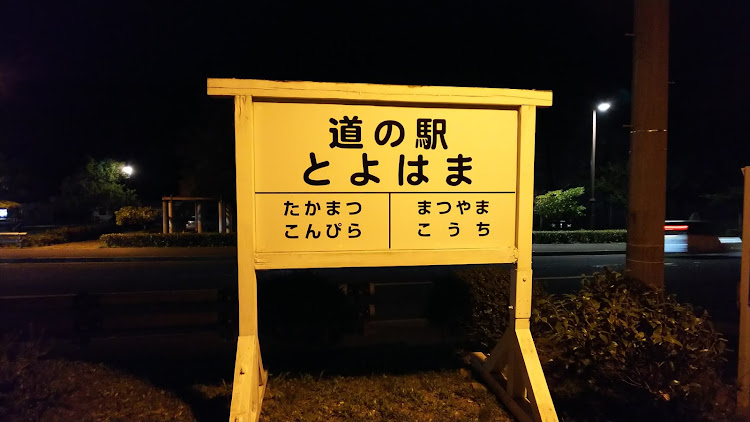 道の駅
とよはま
たかまつ
こんぴら
まつやま
こうち